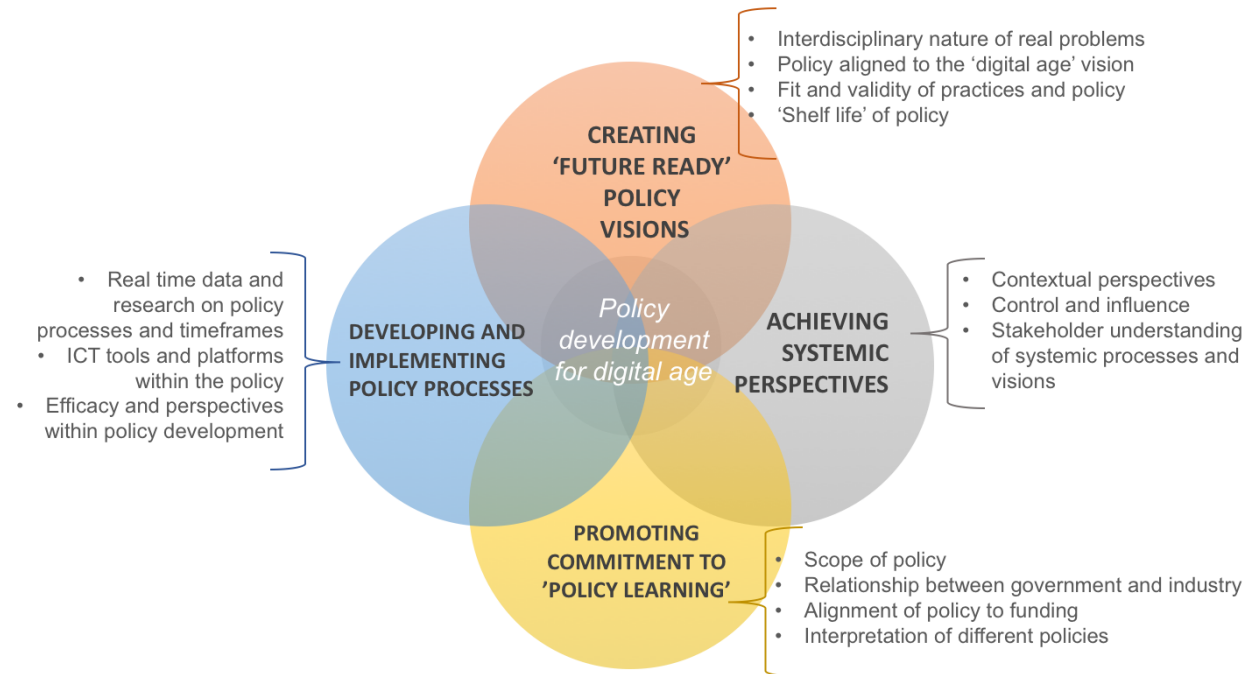 • Interdisciplinary nature of real problems
• Policy aligned to the ‘digital age’ vision
• Fit and validity of practices and policy
• ‘Shelf life’ of policy
CREATING
‘FUTURE READY’
POLICY
VISIONS
• Real time data and
research on policy
processes and timeframes
• ICT tools and platforms
within the policy
• Efficacy and perspectives
within policy development
DEVELOPING AND
IMPLEMENTING
POLICY PROCESSES
Policy
development
for digital age
ACHIEVING
SYSTEMIC
PERSPECTIVES
• Contextual perspectives
• Control and influence
• Stakeholder understanding
of systemic processes and
visions
PROMOTING
COMMITMENT TO
’POLICY LEARNING’
• Scope of policy
• Relationship between government and industry
• Alignment of policy to funding
• Interpretation of different policies